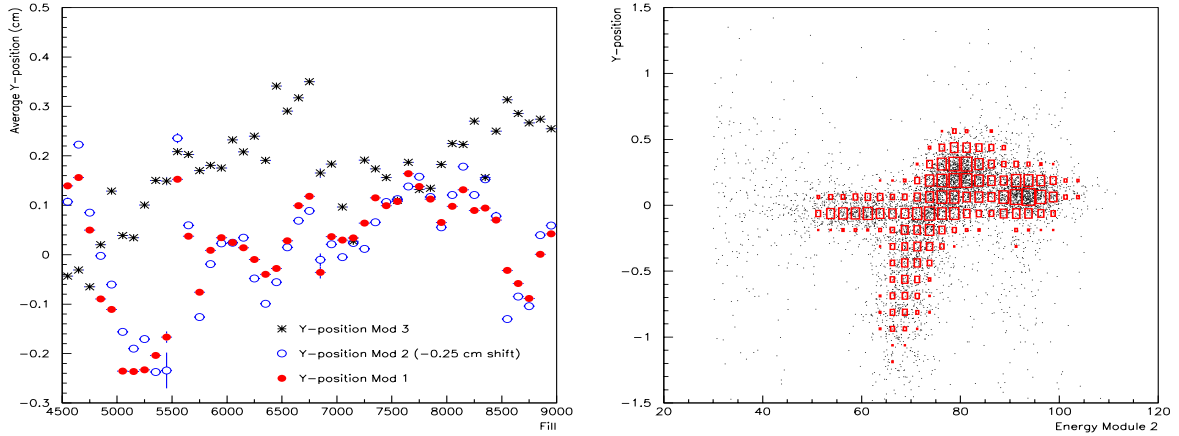 Average Y-position (cm)
0.5
0.4
0.3
0.2
0.1
0
-0.1
-0.2
-0.3
Y-position Mod 3
Y-position Mod 2 (-0.25 cm shift)
Y-position Mod 1
4500 5000 5500 6000 6500 7000 7500 8000 8500 9000
Fill
Y-position
1.5
1
0.5
0
-0.5
-1
-1.5
20 40 60 80 100 120
Energy Module 2